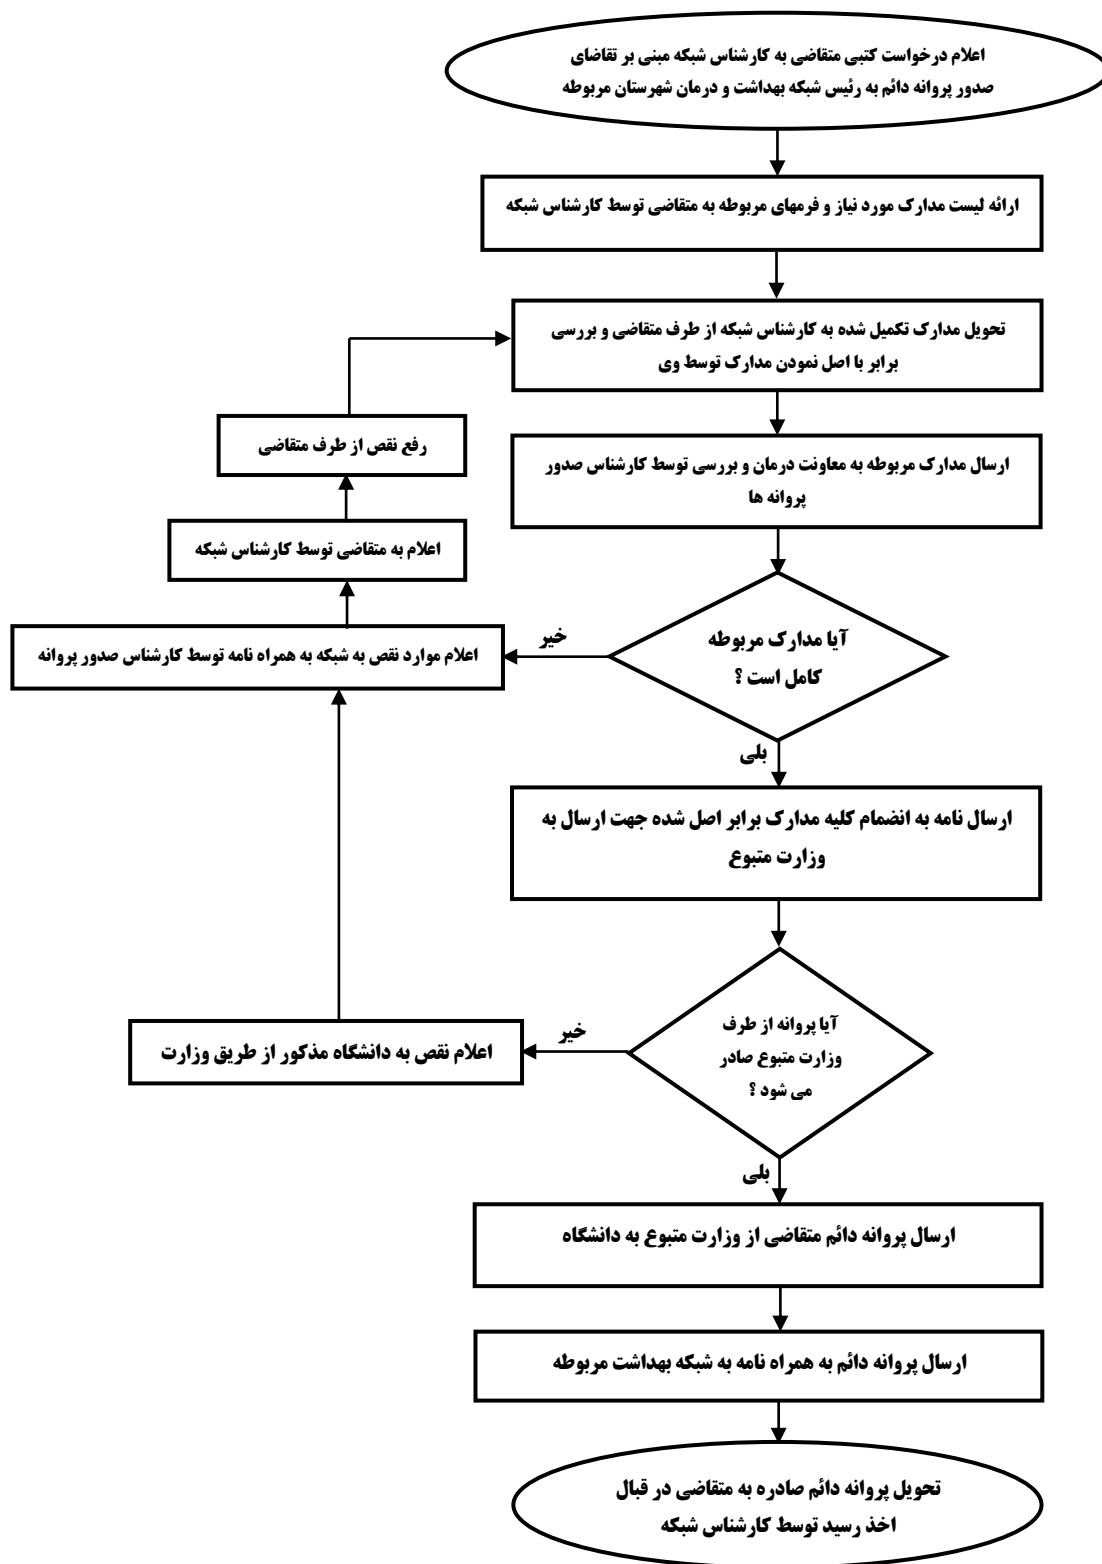 اعلام درخواست کتبی متقاضی به کارشناس شبکه مبنی بر تقاضای
صدور پروانه دائم به رئیس شبکه بهداشت و درمان شهرستان مربوطه
ارائه لیست مدارک مورد نیاز و فرمهای مربوطه به متقاضی توسط کارشناس شبکه
تحویل مدارک تکمیل شده به کارشناس شبکه از طرف متقاضی و بررسی
برابر با اصل نمودن مدارک توسط وی
رفع نقص از طرف متقاضی
ارسال مدارک مربوطه به معاونت درمان و بررسی توسط کارشناس صدور
پروانه ها
اعلام به متقاضی توسط کارشناس شبکه
آیا مدارک مربوطه
کامل است ؟
خیر
اعلام موارد نقص به شبکه به همراه نامه توسط کارشناس صدور پروانه
بلی
ارسال نامه به انضمام کلیه مدارک برابر اصل شده جهت ارسال به
وزارت متبوع
آیا پروانه از طرف
وزارت متبوع صادر
می شود ؟
خیر
اعلام نقص به دانشگاه مذکور از طریق وزارت
بلی
ارسال پروانه دائم متقاضی از وزارت متبوع به دانشگاه
ارسال پروانه دائم به همراه نامه به شبکه بهداشت مربوطه
تحویل پروانه دائم صادره به متقاضی در قبال
اخذ رسید توسط کارشناس شبکه